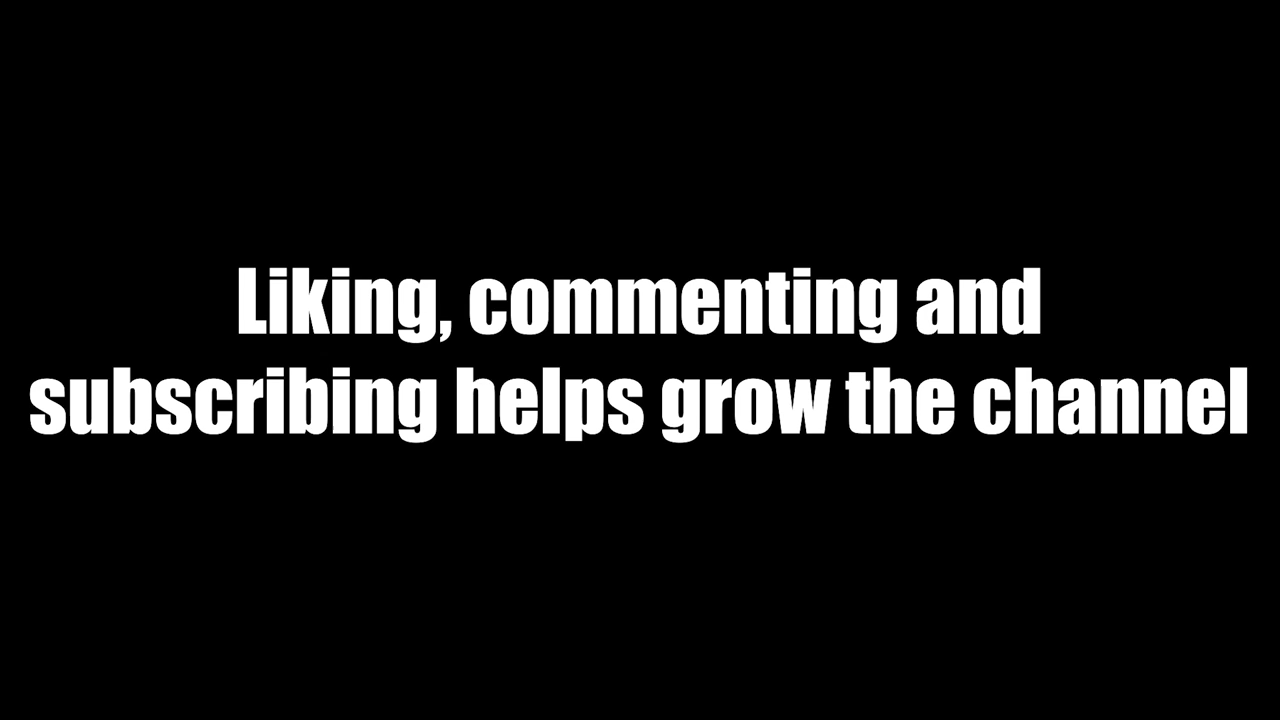 Liking, commenting and
subscribing helps grow the channel